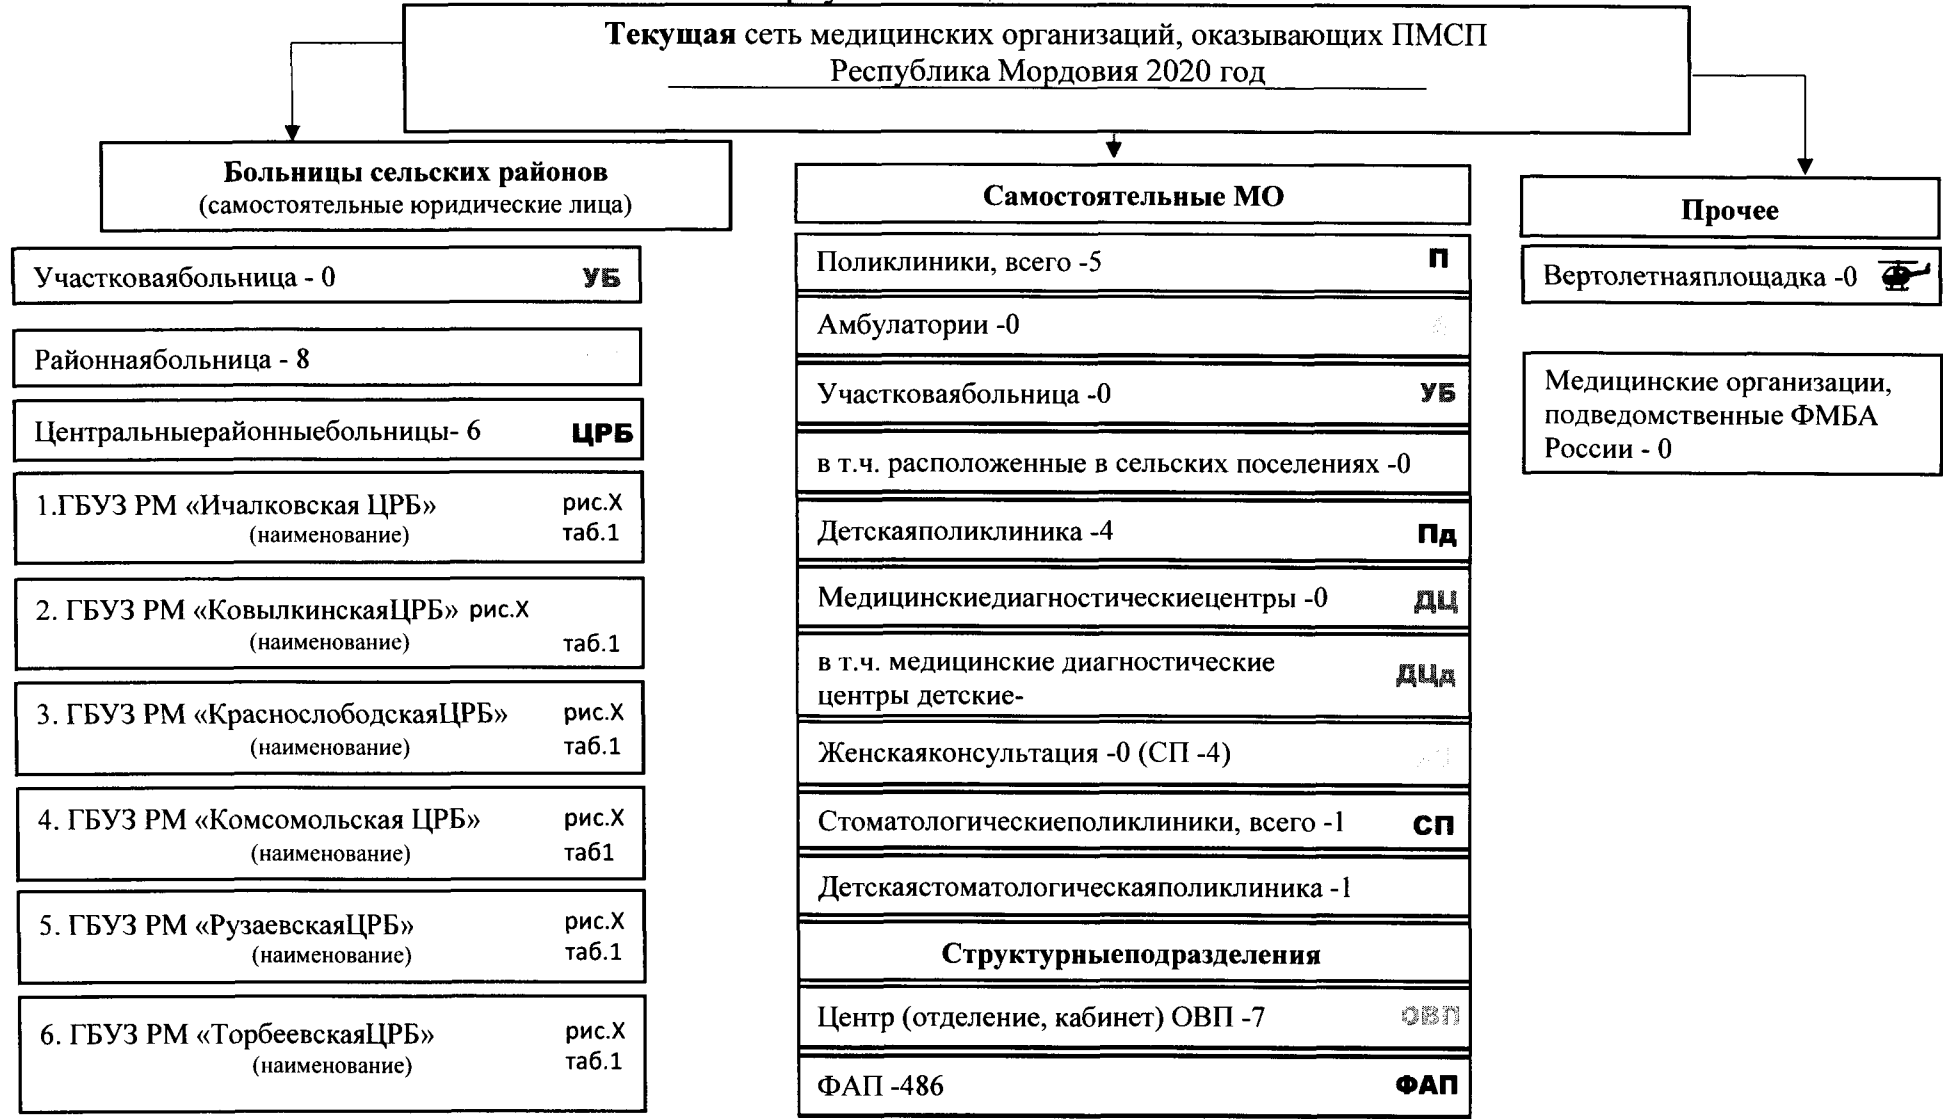 Текущая сеть медицинских организаций, оказывающих ПМСП
Республика Мордовия 2020 год
Больницы сельских районов
(самостоятельные юридические лица)
Участковаябольница - 0 УБ
Районнаябольница - 8
Центральныерайонныебольницы- 6 ЦРБ
1.ГБУЗ РМ «Ичалковская ЦРБ» рис.Х
(наименование) таб.1
2. ГБУЗ РМ «КовылкинскаяЦРБ» рис.Х
(наименование) таб.1
3. ГБУЗ РМ «КраснослободскаяЦРБ» рис.Х
(наименование) таб.1
4. ГБУЗ РМ «Комсомольская ЦРБ» рис.Х
(наименование) таб1
5. ГБУЗ РМ «РузаевскаяЦРБ» рис.Х
(наименование) таб.1
6. ГБУЗ РМ «ТорбеевскаяЦРБ» рис.Х
(наименование) таб.1
Самостоятельные МО
Поликлиники, всего -5 П
Амбулатории -0
Участковаябольница -0 УБ
в т.ч. расположенные в сельских поселениях -0
Детскаяполиклиника -4 Пд
Медицинскиедиагностическиецентры -0 ДЦ
в т.ч. медицинские диагностические ДЦд
центры детские-
Женскаяконсультация -0 (СП -4)
Стоматологическиеполиклиники, всего -1 СП
Детскаястоматологическаяполиклиника -1
Структурныеподразделения
Центр (отделение, кабинет) ОВП -7 ОВП
ФАП -486 ФАП
Прочее
Вертолетнаяплощадка -0
Медицинские организации,
подведомственные ФМБА
России - 0